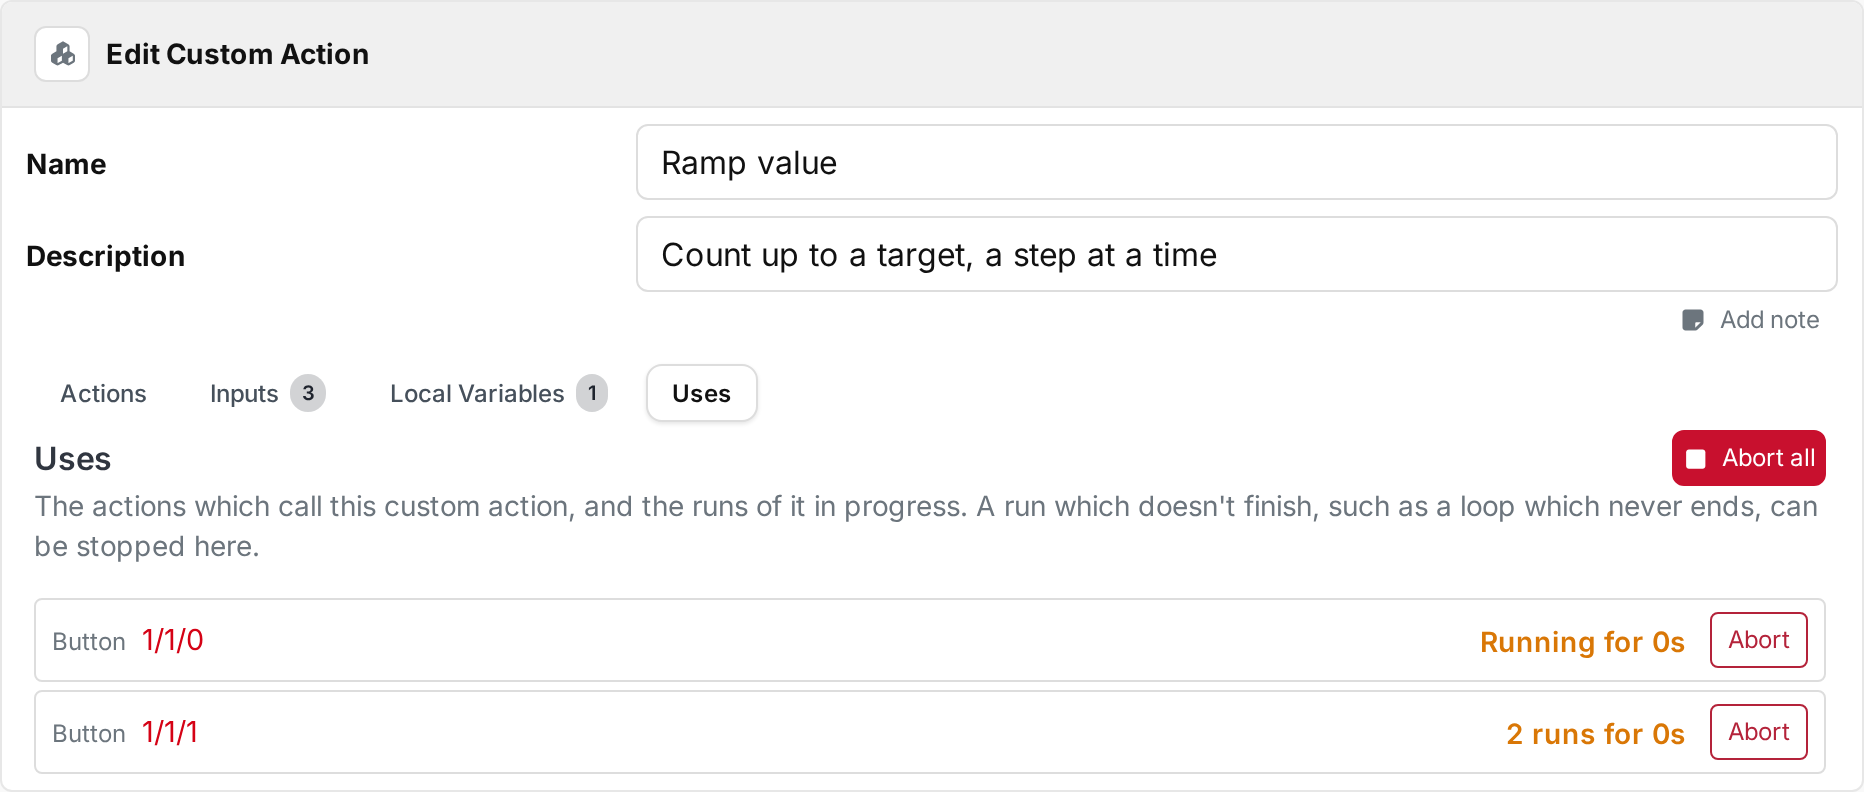 Edit Custom Action
Name
Ramp value
Description
Count up to a target, a step at a time
Add note
Actions
Inputs 3
Local Variables 1
Uses
Uses
Abort all
The actions which call this custom action, and the runs of it in progress. A run which doesn't finish, such as a loop which never ends, can
be stopped here.
Button 1/1/0
Running for 0s
Abort
Button 1/1/1
2 runs for 0s
Abort